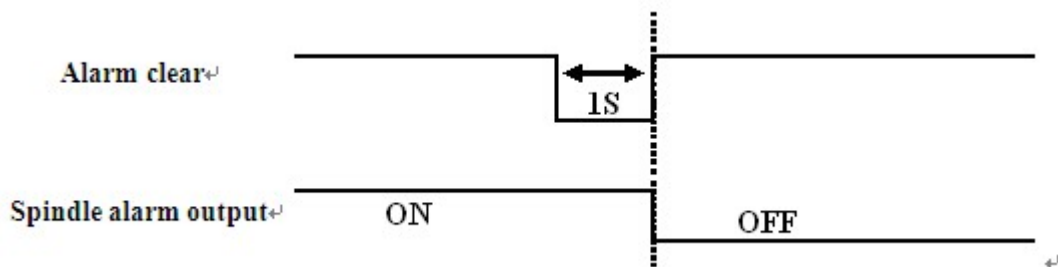 Alarm clear↵
1S
Spindle alarm output↵
ON
OFF
↵